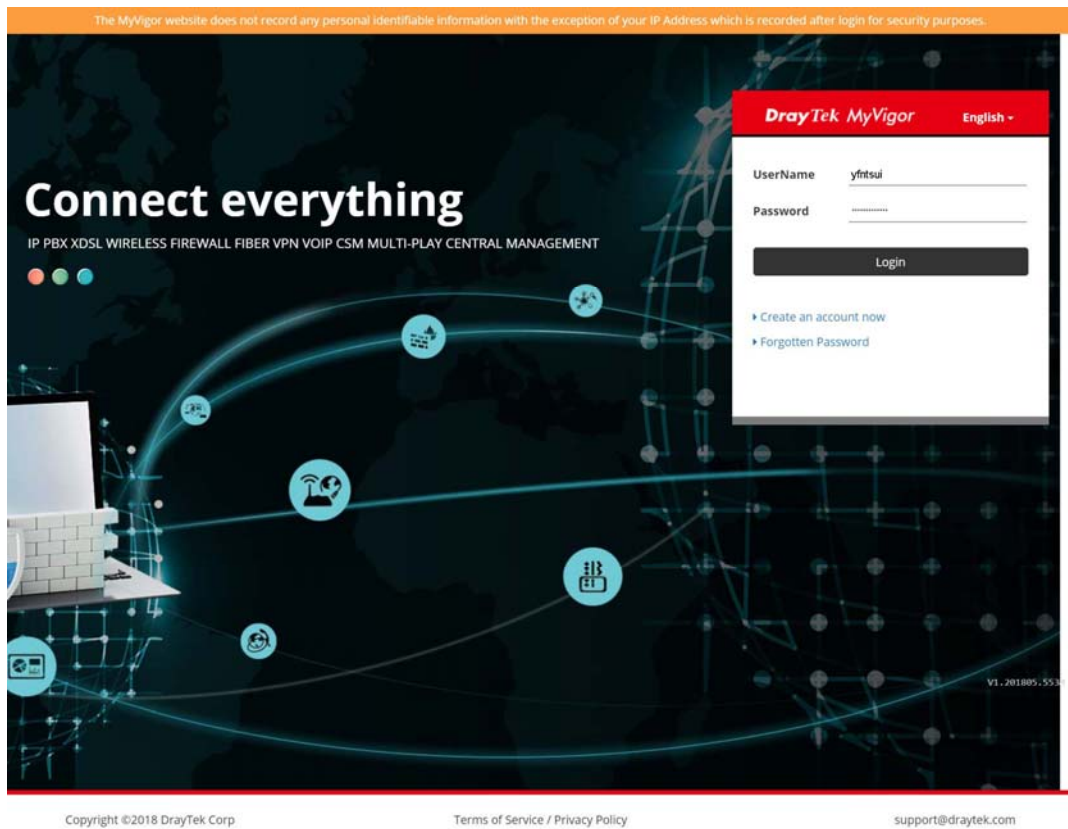 The MyVigor website does not record any personal identifiable information with the exception of your IP Address which is recorded after login for security purposes.
DrayTek MyVigor English
Connect everything
IP PBX XDSL WIRELESS FIREWALL FIBER VPN VOIP CSM MULTI-PLAY CENTRAL MANAGEMENT
UserName yfntsui
Password
Login
Create an account now
Forgotten Password
Copyright ©2018 DrayTek Corp Terms of Service / Privacy Policy support@draytek.com